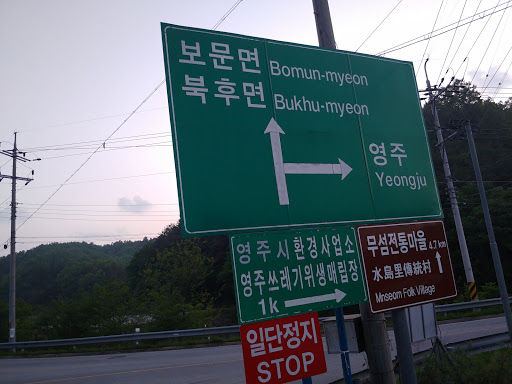 보문면 Bomun-myeon
북후면 Bukhu-myeon
영주
Yeongju
영주시환경사업소
영주쓰레기위생매립장
1k
무섬전통마을 4.7km
水島里傳統村
Minseom Folk Village
일단정지
STOP